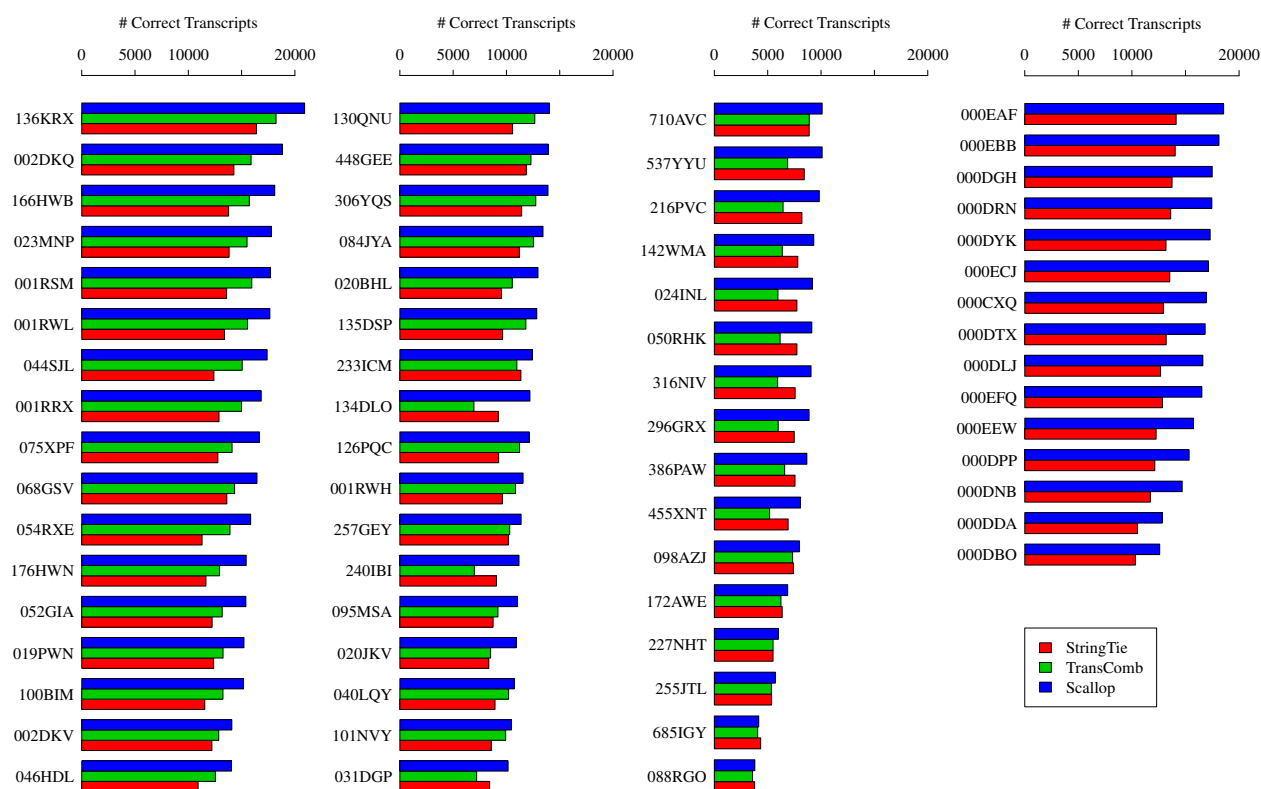 # Correct Transcripts
0 5000 10000 20000
136KRX
002DKQ
166HWB
023MNP
001RSM
001RWL
044SJL
001RRX
075XPF
068GSV
054RXE
176HWN
052GIA
019PWN
100BIM
002DKV
046HDL
# Correct Transcripts
0 5000 10000 20000
130QNU
448GEE
306YQS
084JYA
020BHL
135DSP
233ICM
134DLO
126PQC
001RWH
257GEY
240IBI
095MSA
020JKV
040LQY
101NVY
031DGP
# Correct Transcripts
0 5000 10000 20000
710AVC
537YYU
216PVC
142WMA
024INL
050RHK
316NIV
296GRX
386PAW
455XNT
098AZJ
172AWE
227NHT
255JTL
685IGY
088RGO
# Correct Transcripts
0 5000 10000 20000
000EAF
000EBB
000DGH
000DRN
000DYK
000ECJ
000CXQ
000DTX
000DLJ
000EFQ
000EEW
000DPP
000DNB
000DDA
000DBO
StringTie
TransComb
Scallop